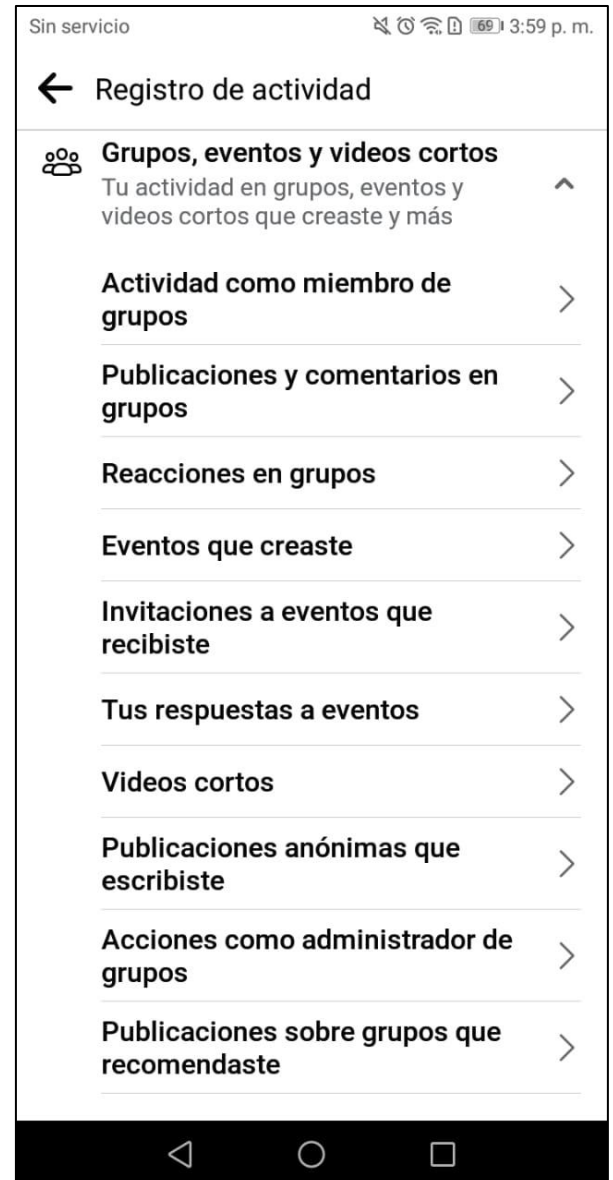 Sin servicio 69 3:59 p. m.
Registro de actividad
Grupos, eventos y videos cortos
Tu actividad en grupos, eventos y
videos cortos que creaste y más
Actividad como miembro de
grupos
Publicaciones y comentarios en
grupos
Reacciones en grupos
Eventos que creaste
Invitaciones a eventos que
recibiste
Tus respuestas a eventos
Videos cortos
Publicaciones anónimas que
escribiste
Acciones como administrador de
grupos
Publicaciones sobre grupos que
recomendaste